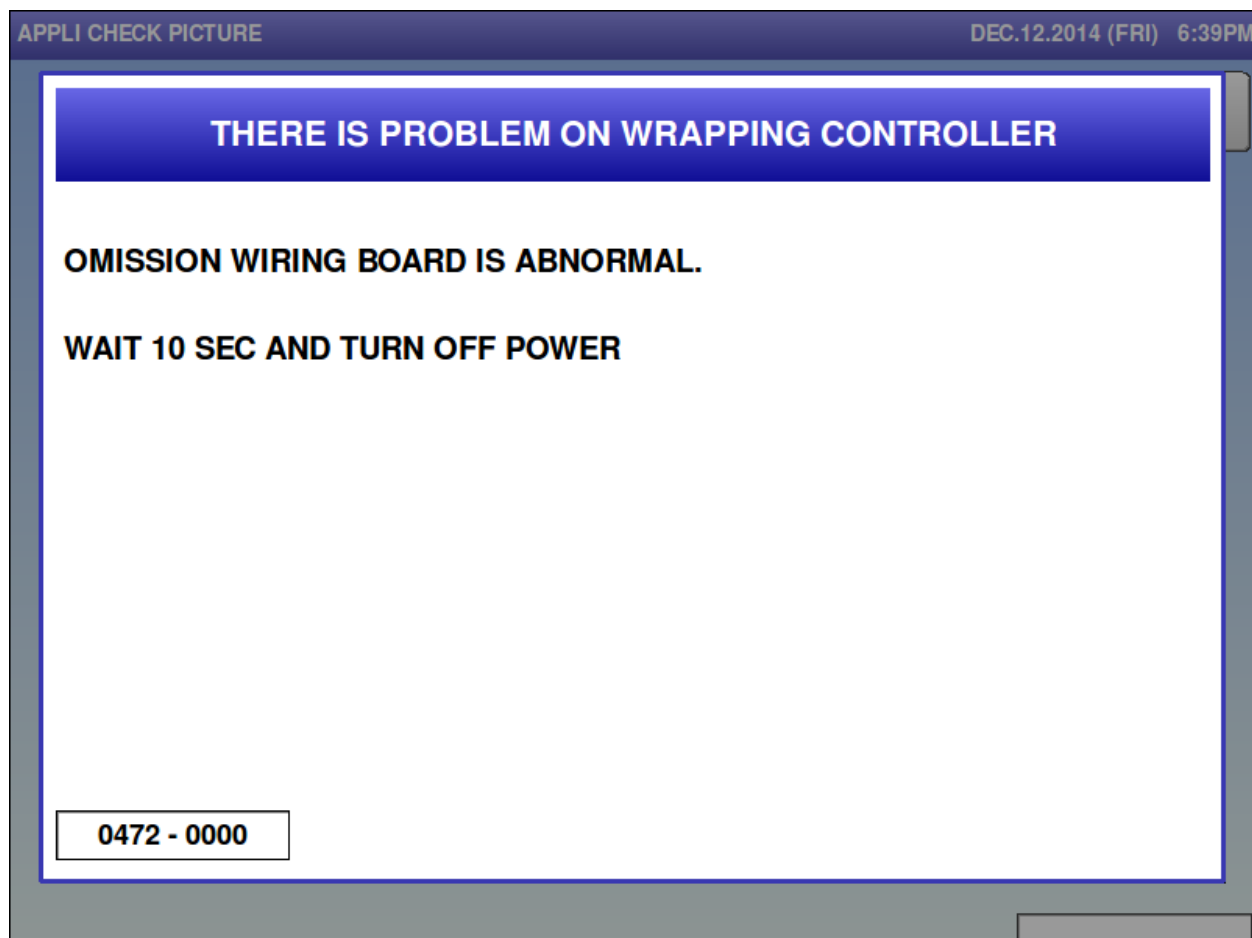 APPLI CHECK PICTURE DEC.12.2014 (FRI) 6:39PM
THERE IS PROBLEM ON WRAPPING CONTROLLER
OMISSION WIRING BOARD IS ABNORMAL.
WAIT 10 SEC AND TURN OFF POWER
0472 - 0000